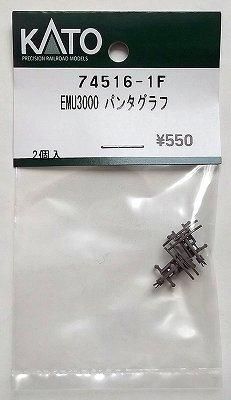 KATO
PRECISION RAILROAD MODELS
74516-1F
EMU3000 パンタグラフ
¥550
2個入